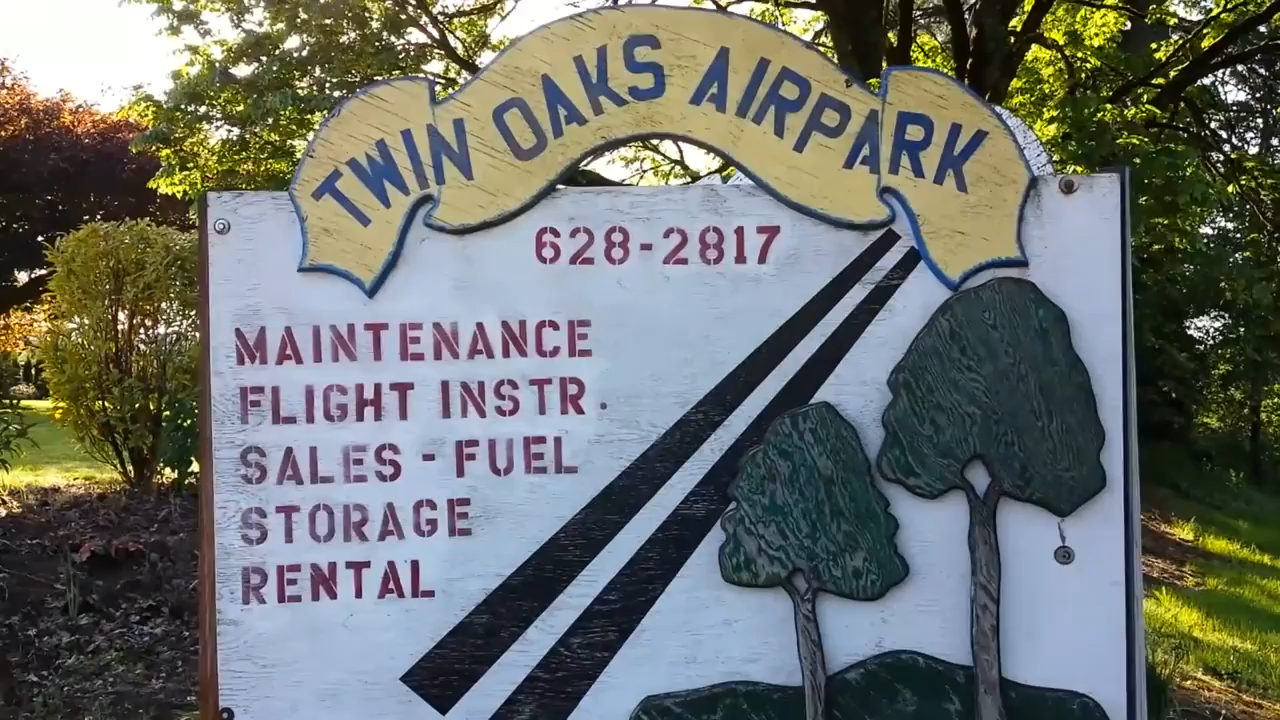 TWIN OAKS AIRPARK
628-2817
MAINTENANCE
FLIGHT INSTR.
SALES - FUEL
STORAGE
RENTAL